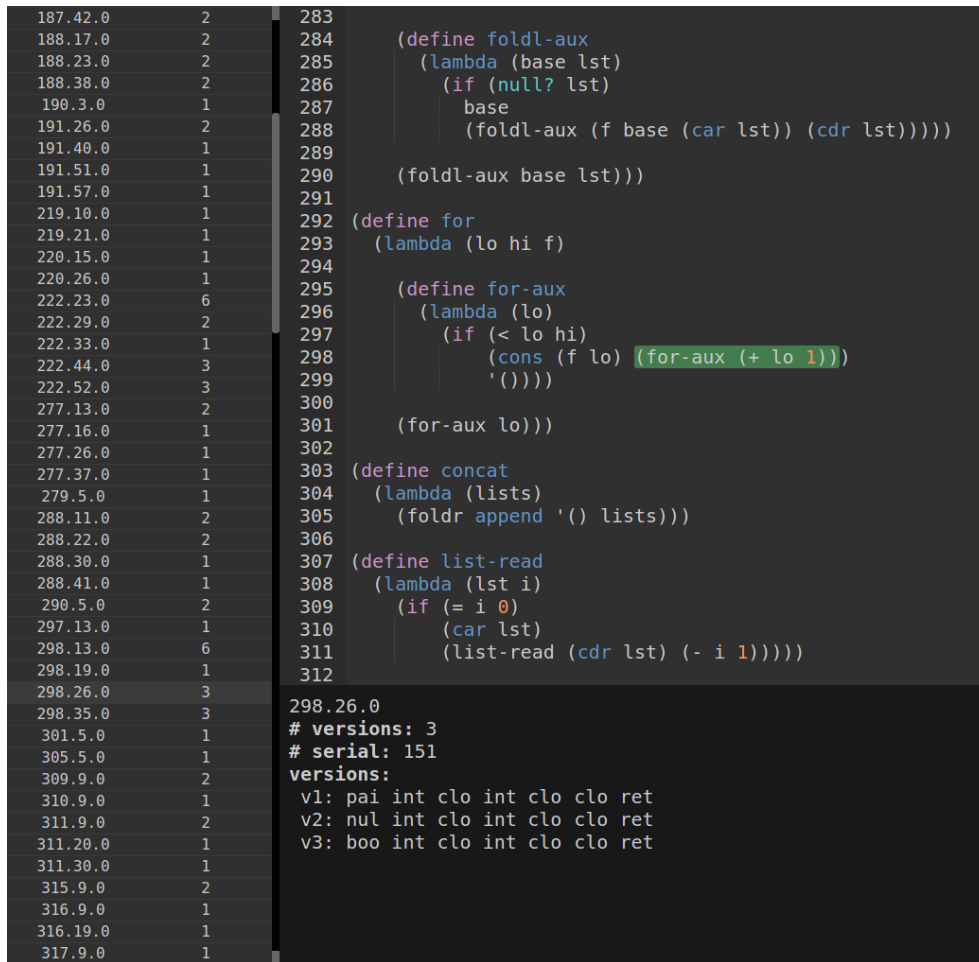 187.42.0 2
188.17.0 2
188.23.0 2
188.38.0 2
190.3.0 1
191.26.0 2
191.40.0 1
191.51.0 1
191.57.0 1
219.10.0 1
219.21.0 1
220.15.0 1
220.26.0 1
222.23.0 6
222.29.0 2
222.33.0 1
222.44.0 3
222.52.0 3
277.13.0 2
277.16.0 1
277.26.0 1
277.37.0 1
279.5.0 1
288.11.0 2
288.22.0 2
288.30.0 1
288.41.0 1
290.5.0 2
297.13.0 1
298.13.0 6
298.19.0 1
298.26.0 3
298.35.0 3
301.5.0 1
305.5.0 1
309.9.0 2
310.9.0 1
311.9.0 2
311.20.0 1
311.30.0 1
315.9.0 2
316.9.0 1
316.19.0 1
317.9.0 1
283
284     (define foldl-aux
285       (lambda (base lst)
286         (if (null? lst)
287           base
288           (foldl-aux (f base (car lst)) (cdr lst)))))
289
290     (foldl-aux base lst)))
291
292 (define for
293   (lambda (lo hi f)
294
295     (define for-aux
296       (lambda (lo)
297         (if (< lo hi)
298             (cons (f lo) (for-aux (+ lo 1)))
299             '())))
300
301     (for-aux lo)))
302
303 (define concat
304   (lambda (lists)
305     (foldr append '() lists)))
306
307 (define list-read
308   (lambda (lst i)
309     (if (= i 0)
310         (car lst)
311         (list-read (cdr lst) (- i 1)))))
312
298.26.0
# versions: 3
# serial: 151
versions:
v1: pai int clo int clo clo ret
v2: nul int clo int clo clo ret
v3: boo int clo int clo clo ret